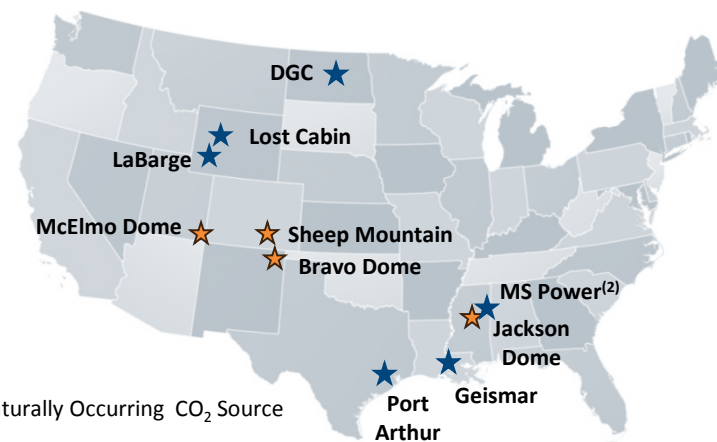 DGC
Lost Cabin
LaBarge
McElmo Dome
Sheep Mountain
Bravo Dome
MS Power(2)
Jackson
Dome
Geismar
Port
Arthur
turally Occurring CO2 Source